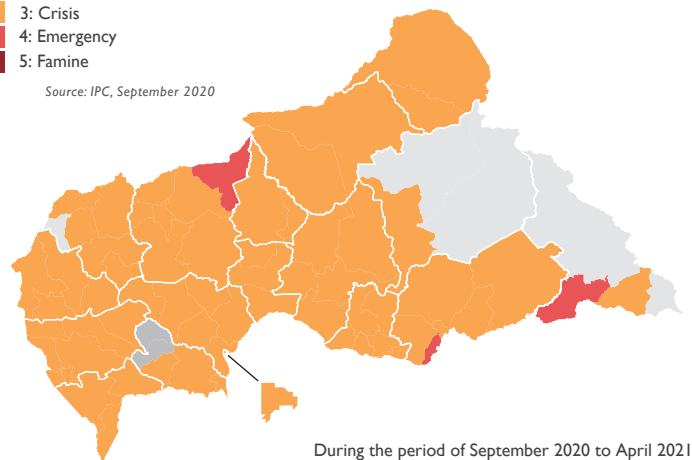 3: Crisis
4: Emergency
5: Famine
Source: IPC, September 2020
During the period of September 2020 to April 2021